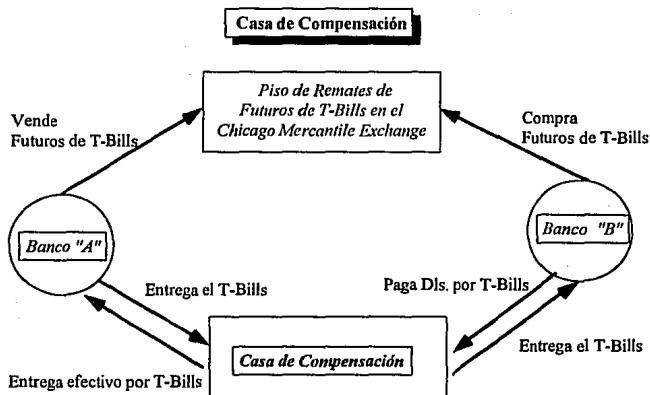 Casa de Compensación
Piso de Remates de
Futuros de T-Bills en el
Chicago Mercantile Exchange
Vende
Futuros de T-Bills
Compra
Futuros de T-Bills
Banco "A"
Banco "B"
Entrega el T-Bills
Paga Dls. por T-Bills
Casa de Compensación
Entrega el T-Bills
Entrega efectivo por T-Bills